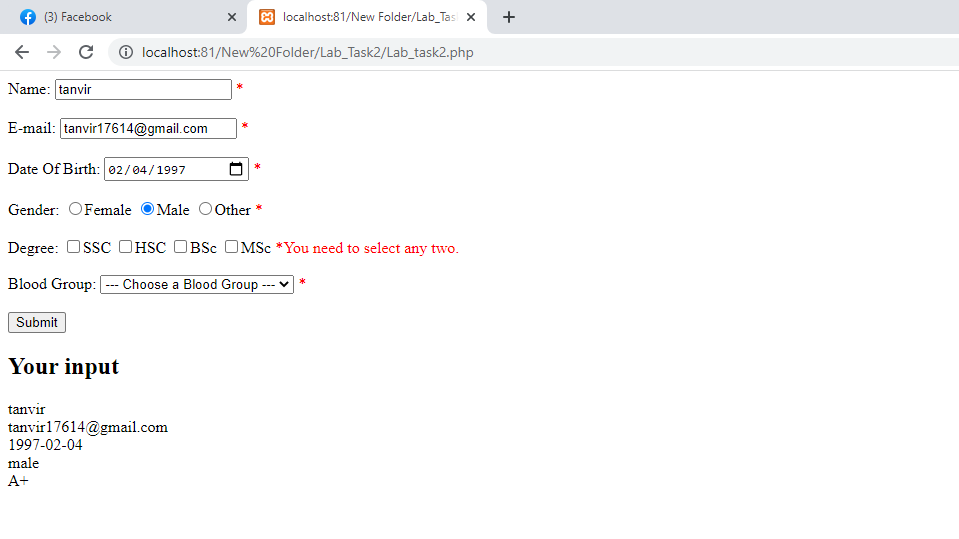 (3) Facebook
localhost:81/New Folder/Lab_Tas
localhost:81/New%20Folder/Lab_Task2/Lab_task2.php
Name: tanvir *
E-mail: tanvir17614@gmail.com *
Date Of Birth: 02/04/1997 *
Gender: Female Male Other *
Degree: SSC HSC BSc MSc *You need to select any two.
Blood Group: --- Choose a Blood Group --- *
Submit
Your input
tanvir
tanvir17614@gmail.com
1997-02-04
male
A+